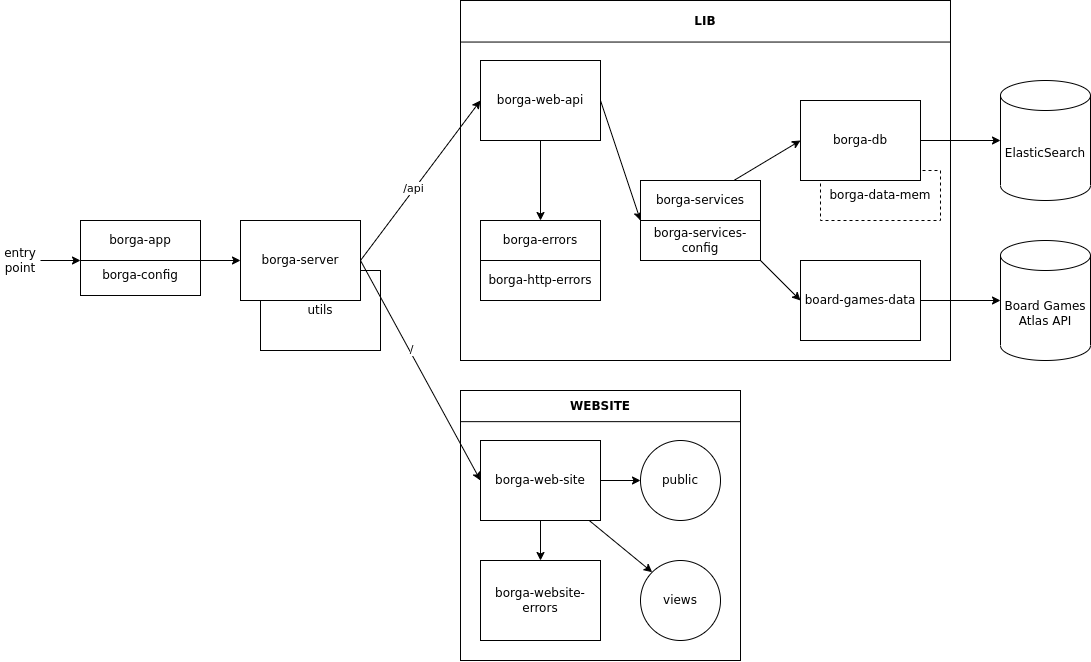 LIB
borga-web-api
borga-db
ElasticSearch
/api
borga-data-mem
borga-services
borga-services-
config
entry
point
borga-app
borga-config
borga-server
utils
borga-errors
borga-http-errors
board-games-data
Board Games
Atlas API
/
WEBSITE
borga-web-site
public
borga-website-
errors
views